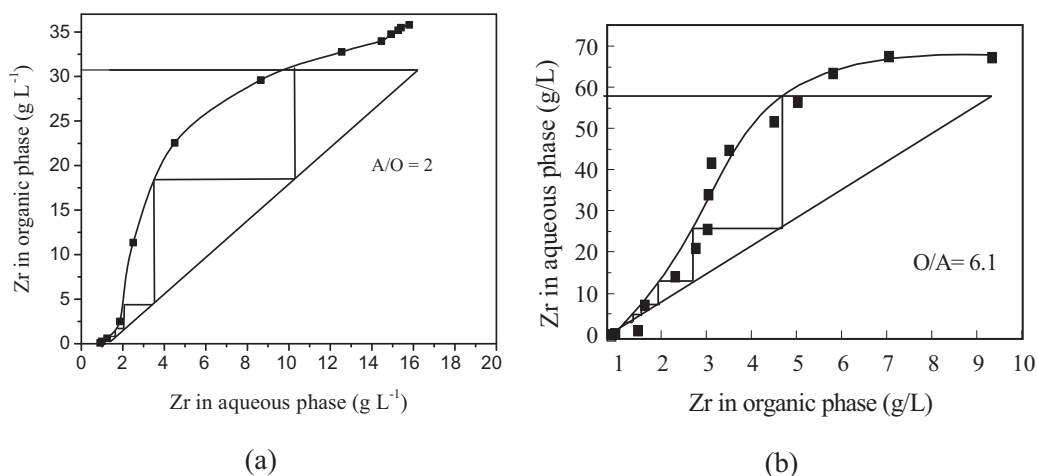 Zr in organic phase (g L⁻¹)
35
30
25
20
15
10
5
0
A/O = 2
0 2 4 6 8 10 12 14 16 18 20
Zr in aqueous phase (g L⁻¹)
(a)
Zr in aqueous phase (g/L)
70
60
50
40
30
20
10
0
O/A= 6.1
1 2 3 4 5 6 7 8 9 10
Zr in organic phase (g/L)
(b)